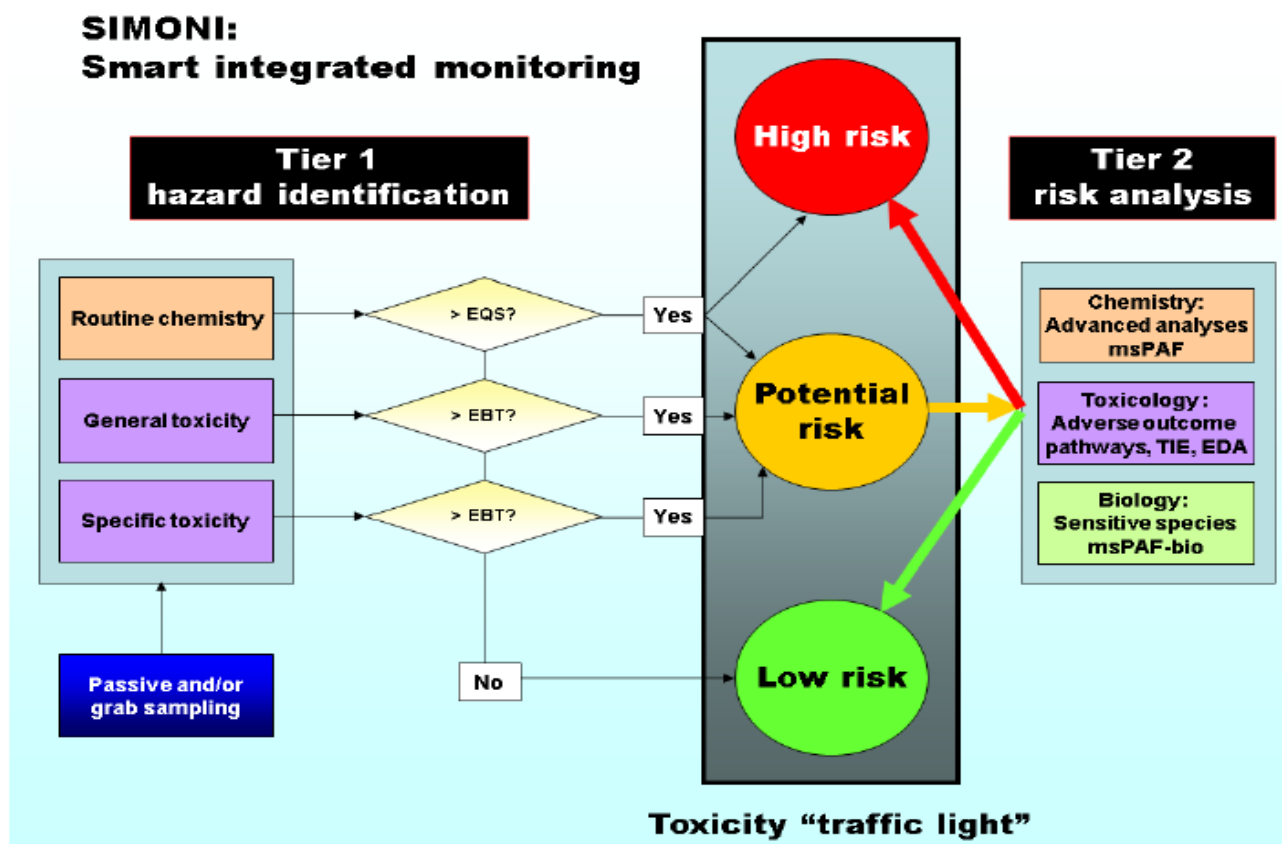 SIMONI:
Smart integrated monitoring
Tier 1
hazard identification
Routine chemistry
General toxicity
Specific toxicity
Passive and/or
grab sampling
> EQS?
> EBT?
> EBT?
Yes
Yes
Yes
No
High risk
Potential
risk
Low risk
Toxicity “traffic light”
Tier 2
risk analysis
Chemistry:
Advanced analyses
msPAF
Toxicology :
Adverse outcome
pathways, TIE, EDA
Biology:
Sensitive species
msPAF-bio